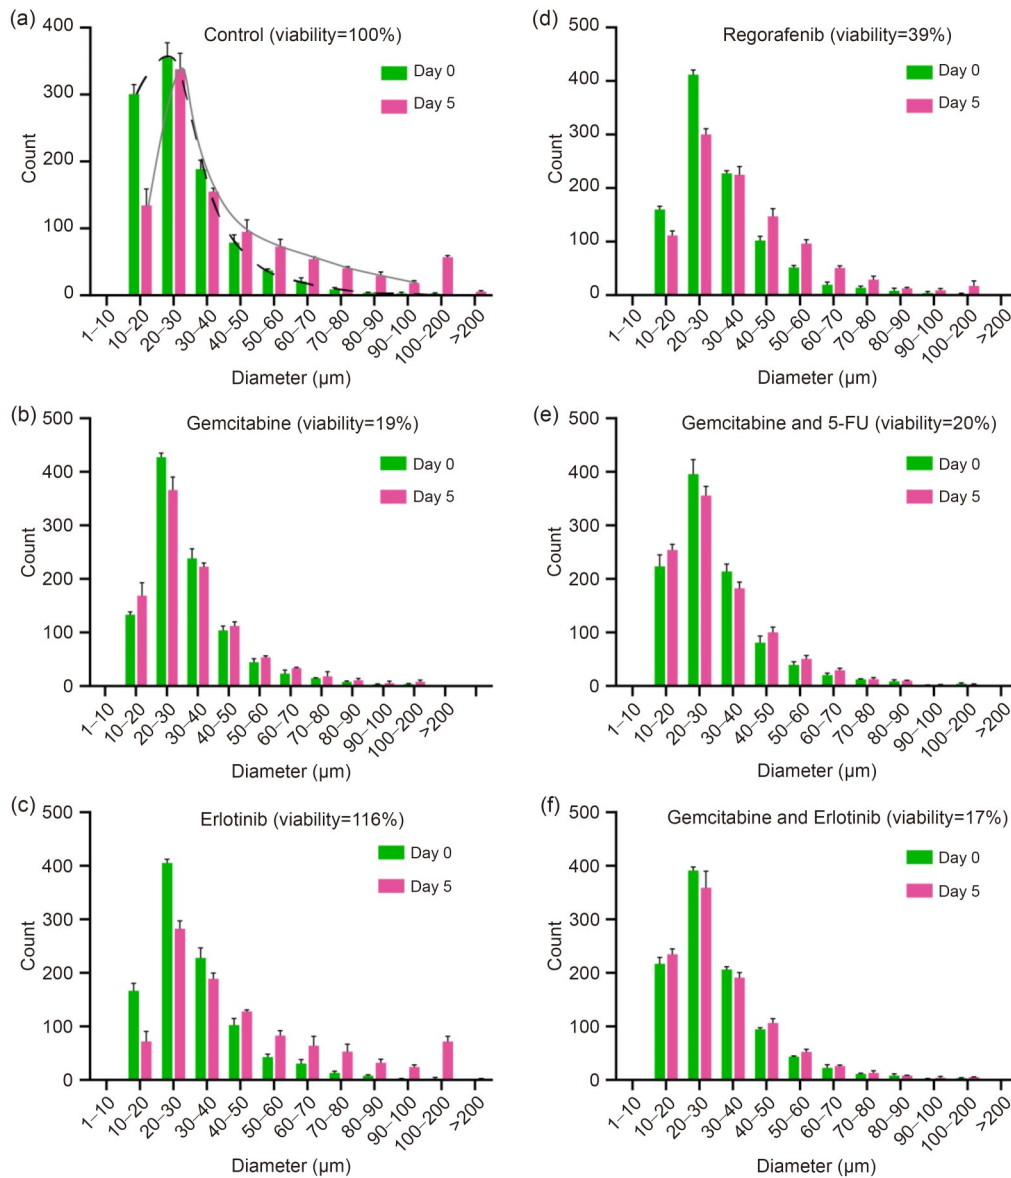 (a)
Control (viability=100%)
Day 0
Day 5
Count
400
300
200
100
0
1–10
10–20
20–30
30–40
40–50
50–60
60–70
70–80
80–90
90–100
100–200
>200
Diameter (µm)
(d)
Regorafenib (viability=39%)
Day 0
Day 5
Count
500
400
300
200
100
0
1–10
10–20
20–30
30–40
40–50
50–60
60–70
70–80
80–90
90–100
100–200
>200
Diameter (µm)
(b)
Gemcitabine (viability=19%)
Day 0
Day 5
Count
500
400
300
200
100
0
1–10
10–20
20–30
30–40
40–50
50–60
60–70
70–80
80–90
90–100
100–200
>200
Diameter (µm)
(e)
Gemcitabine and 5-FU (viability=20%)
Day 0
Day 5
Count
500
400
300
200
100
0
1–10
10–20
20–30
30–40
40–50
50–60
60–70
70–80
80–90
90–100
100–200
>200
Diameter (µm)
(c)
Erlotinib (viability=116%)
Day 0
Day 5
Count
500
400
300
200
100
0
1–10
10–20
20–30
30–40
40–50
50–60
60–70
70–80
80–90
90–100
100–200
>200
Diameter (µm)
(f)
Gemcitabine and Erlotinib (viability=17%)
Day 0
Day 5
Count
500
400
300
200
100
0
1–10
10–20
20–30
30–40
40–50
50–60
60–70
70–80
80–90
90–100
100–200
>200
Diameter (µm)